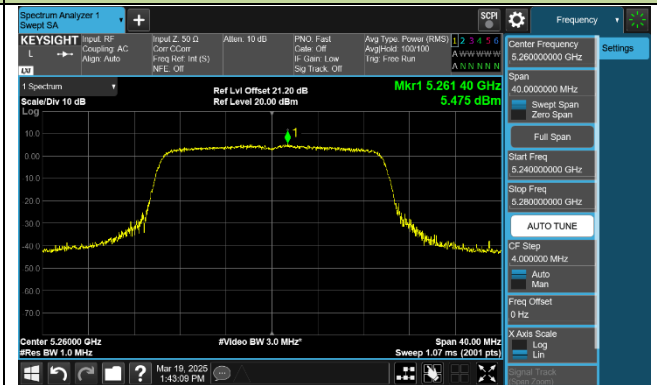 Spectrum Analyzer 1
Swept SA
SCPI
Frequency
KEYSIGHT
L
LXI
Input: RF
Coupling: AC
Align: Auto
Input Z: 50 Ω
Corr CCorr
Freq Ref: Int (S)
NFE: Off
Atten: 10 dB
PNO: Fast
Gate: Off
IF Gain: Low
Sig Track: Off
Avg Type: Power (RMS)
Avg|Hold: 100/100
Trig: Free Run
1 2 3 4 5 6
A W W W W W
A N N N N N
1 Spectrum
Scale/Div 10 dB
Log
Ref Lvl Offset 21.20 dB
Ref Level 20.00 dBm
Mkr1 5.261 40 GHz
5.475 dBm
1
10.0
0.00
10.0
20.0
30.0
40.0
50.0
60.0
70.0
Center 5.26000 GHz
#Res BW 1.0 MHz
#Video BW 3.0 MHz*
Span 40.00 MHz
Sweep 1.07 ms (2001 pts)
Mar 19, 2025
1:43:09 PM
Center Frequency
5.260000000 GHz
Span
40.0000000 MHz
Swept Span
Zero Span
Full Span
Start Freq
5.240000000 GHz
Stop Freq
5.280000000 GHz
AUTO TUNE
CF Step
4.000000 MHz
Auto
Man
Freq Offset
0 Hz
X Axis Scale
Log
Lin
Signal Track
(Span Zoom)
Settings